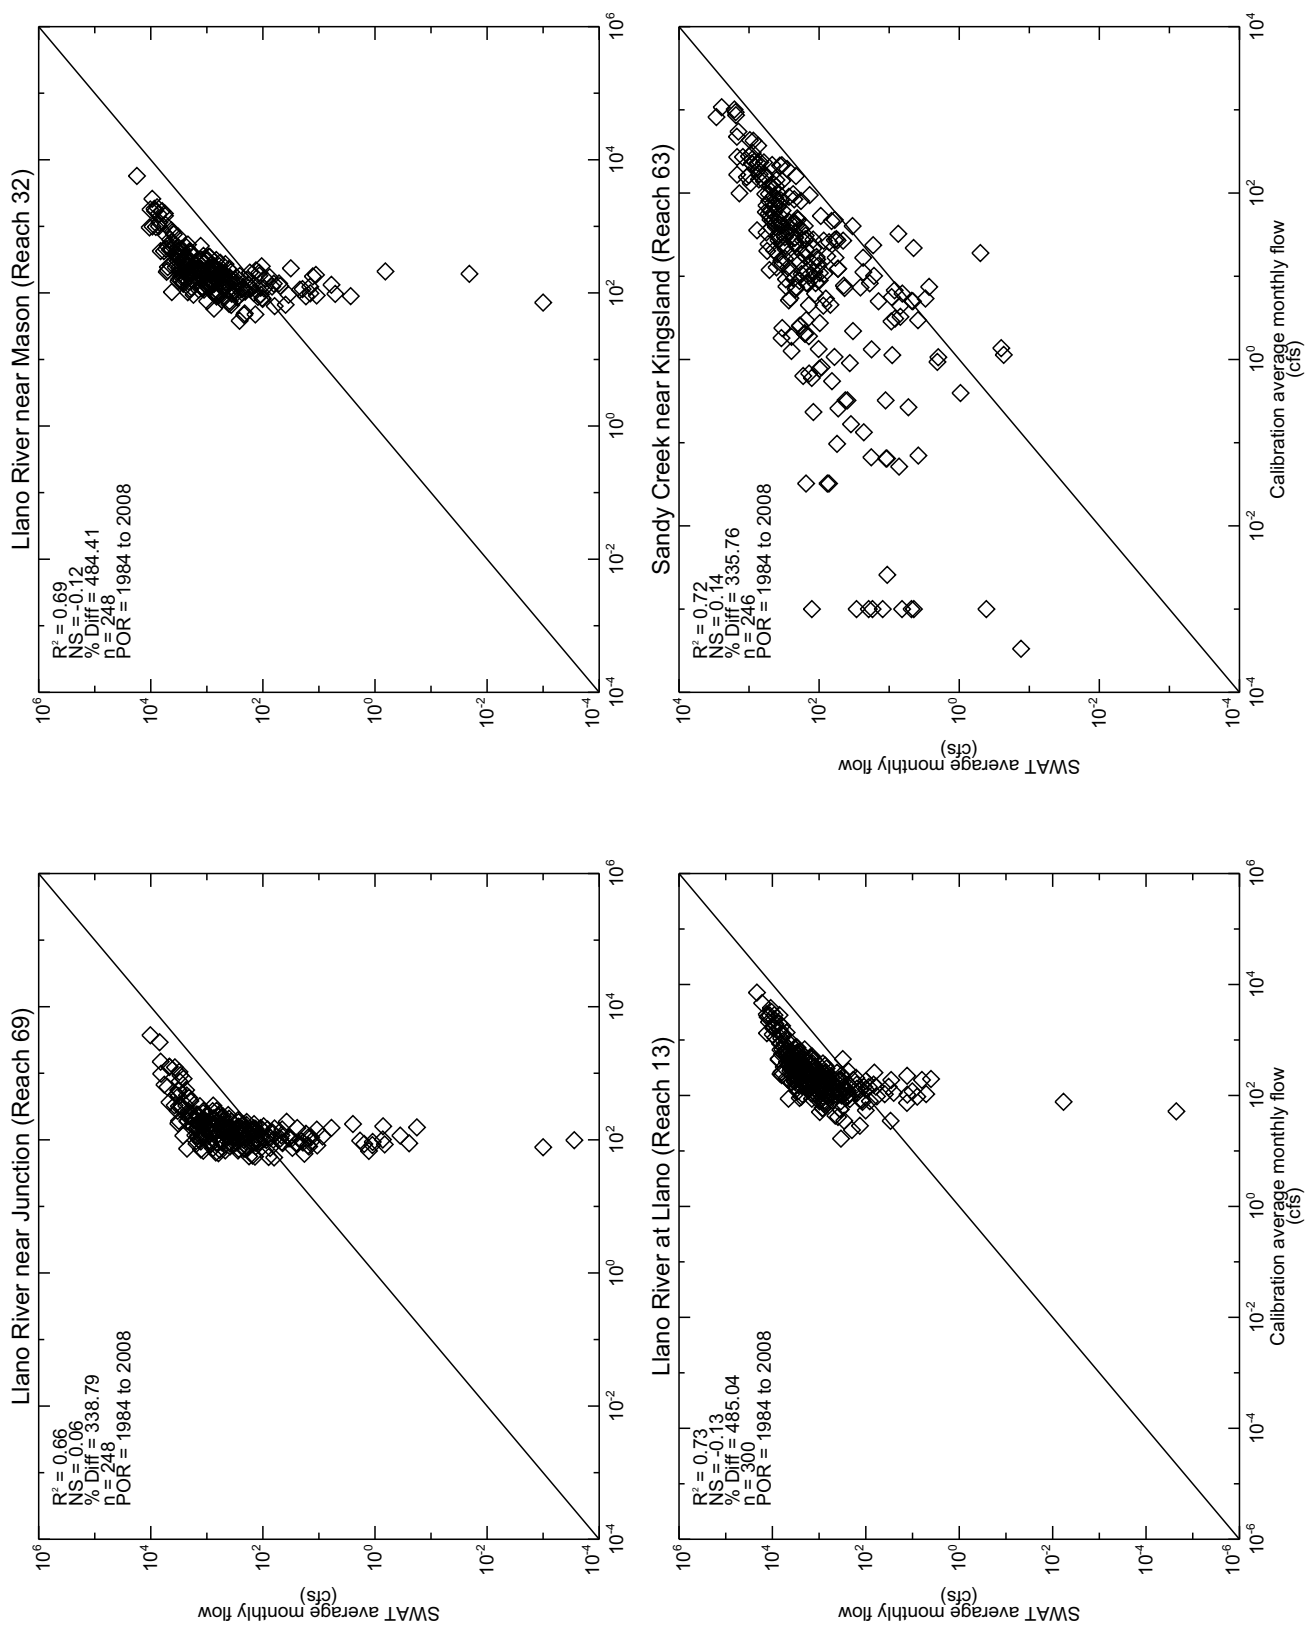 Llano River near Junction (Reach 69)
R² = 0.66
NS = 0.06
% Diff = 338.79
n = 248
POR = 1984 to 2008
SWAT average monthly flow
(cfs)
10⁶
10⁴
10²
10⁰
10⁻²
10⁻⁴
10⁻⁴ 10⁻² 10⁰ 10² 10⁴ 10⁶
Llano River near Mason (Reach 32)
R² = 0.69
NS = -0.12
% Diff = 484.41
n = 248
POR = 1984 to 2008
10⁶
10⁴
10²
10⁰
10⁻²
10⁻⁴
10⁻⁴ 10⁻² 10⁰ 10² 10⁴ 10⁶
Llano River at Llano (Reach 13)
R² = 0.73
NS = -0.13
% Diff = 485.04
n = 300
POR = 1984 to 2008
SWAT average monthly flow
(cfs)
10⁶
10⁴
10²
10⁰
10⁻²
10⁻⁴
10⁻⁶
10⁻⁶ 10⁻⁴ 10⁻² 10⁰ 10² 10⁴ 10⁶
Calibration average monthly flow
(cfs)
Sandy Creek near Kingsland (Reach 63)
R² = 0.72
NS = 0.14
% Diff = 335.76
n = 246
POR = 1984 to 2008
SWAT average monthly flow
(cfs)
10⁴
10²
10⁰
10⁻²
10⁻⁴
10⁻⁴ 10⁻² 10⁰ 10² 10⁴
Calibration average monthly flow
(cfs)